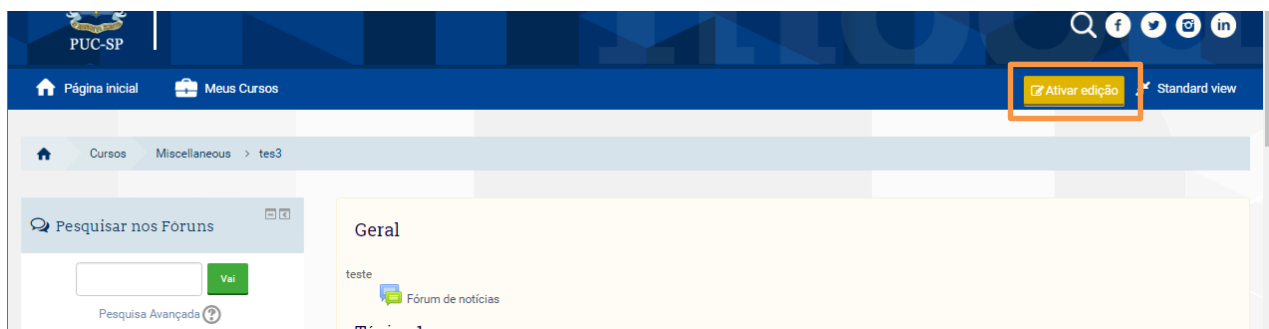 PUC-SP
Página inicial
Meus Cursos
Ativar edição
Standard view
Cursos
Miscellaneous > tes3
Pesquisar nos Fóruns
Geral
Vai
teste
Fórum de notícias
Pesquisa Avançada